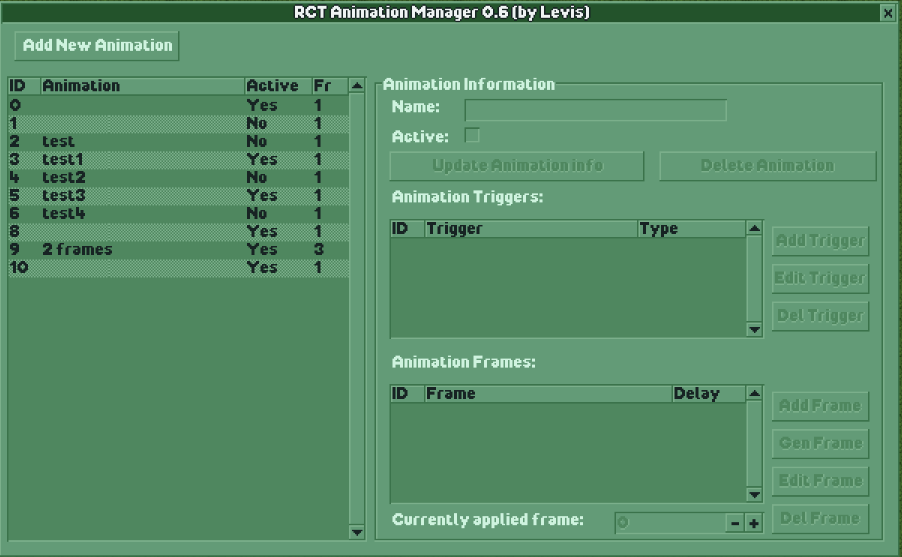 RCT Animation Manager 0.6 (by Levis) x
Add New Animation
ID Animation Active Fr
0 Yes 1
1 No 1
2 test No 1
3 test1 Yes 1
4 test2 No 1
5 test3 Yes 1
6 test4 No 1
8 Yes 1
9 2 frames Yes 3
10 Yes 1
Animation Information
Name:
Active:
Update Animation info Delete Animation
Animation Triggers:
ID Trigger Type
Add Trigger
Edit Trigger
Del Trigger
Animation Frames:
ID Frame Delay
Add Frame
Gen Frame
Edit Frame
Del Frame
Currently applied frame: 0 - +